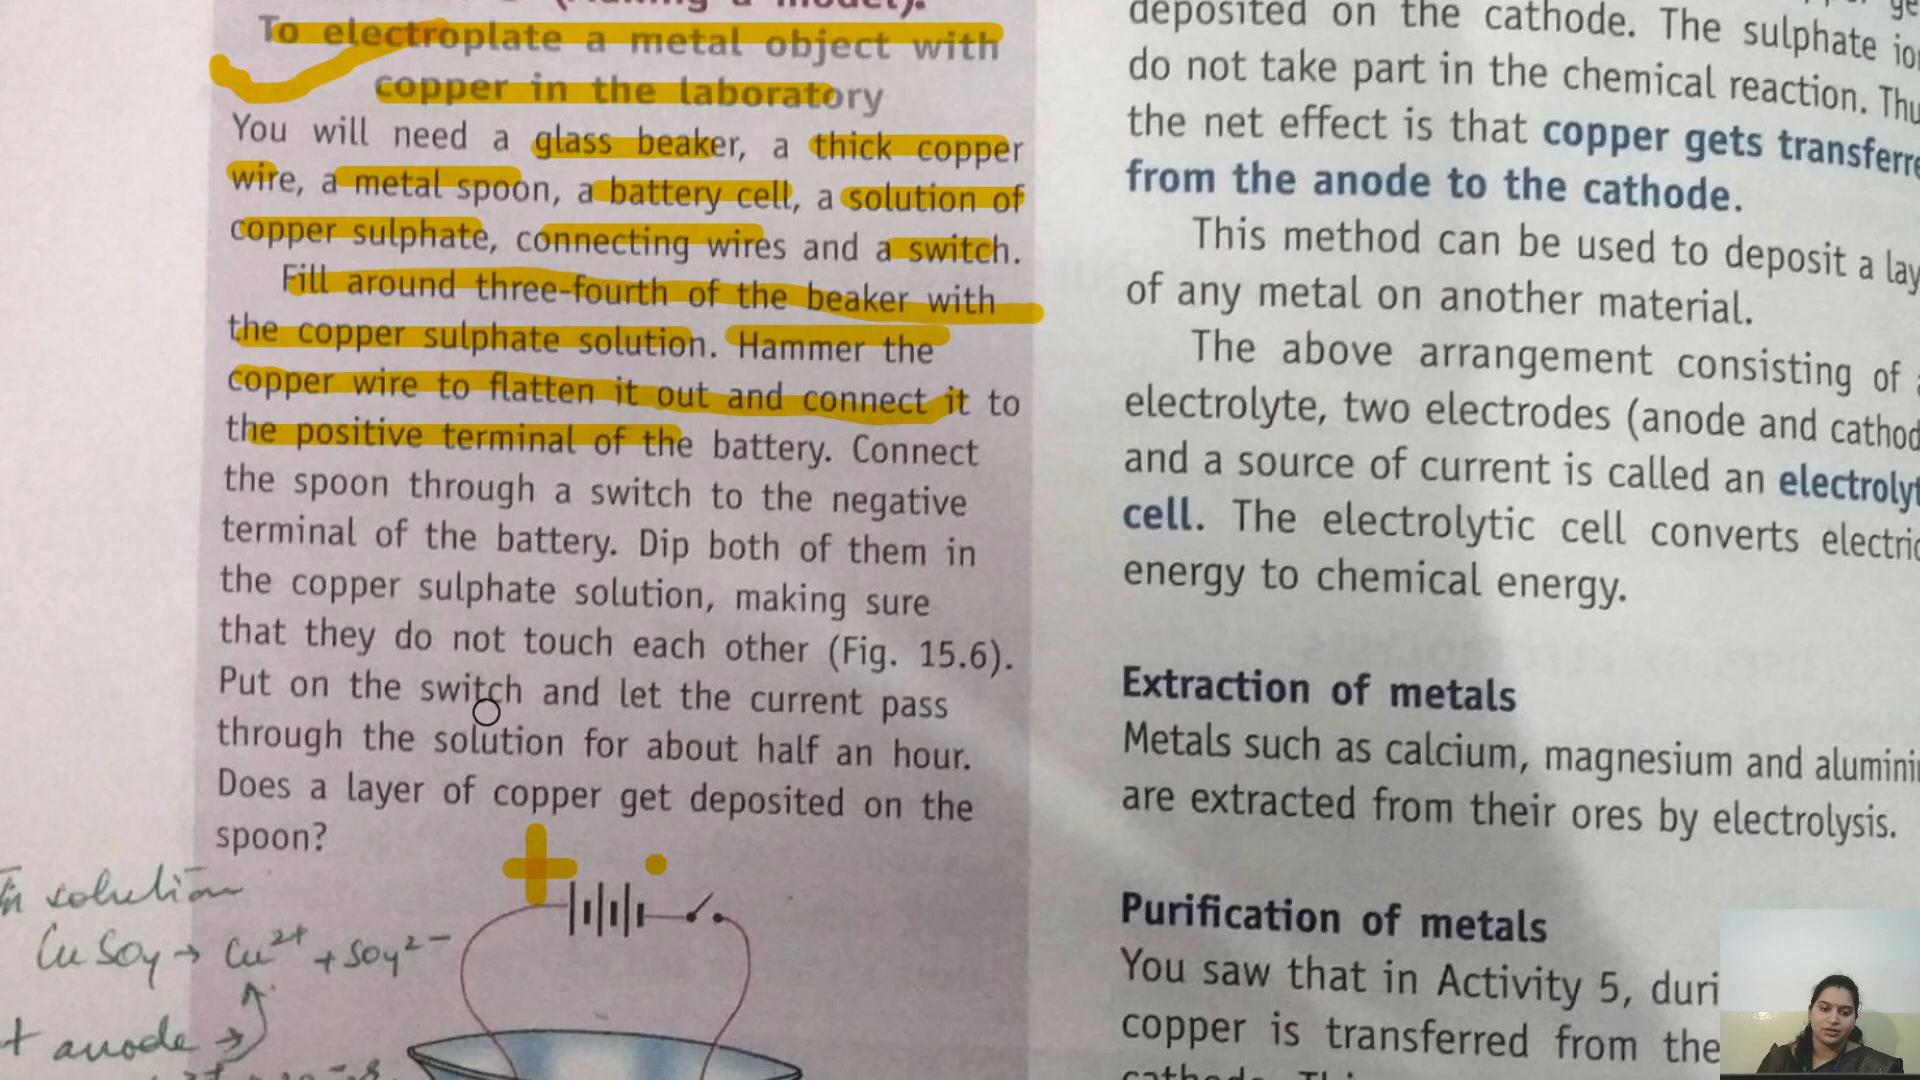 To electroplate a metal object with
copper in the laboratory
You will need a glass beaker, a thick copper
wire, a metal spoon, a battery cell, a solution of
copper sulphate, connecting wires and a switch.
Fill around three-fourth of the beaker with
the copper sulphate solution. Hammer the
copper wire to flatten it out and connect it to
the positive terminal of the battery. Connect
the spoon through a switch to the negative
terminal of the battery. Dip both of them in
the copper sulphate solution, making sure
that they do not touch each other (Fig. 15.6).
Put on the switch and let the current pass
through the solution for about half an hour.
Does a layer of copper get deposited on the
spoon?
In solution
CuSO4 → Cu2+ + SO4 2−
anode →
deposited on the cathode. The sulphate
do not take part in the chemical reaction.
the net effect is that copper gets
from the anode to the cathode.
This method can be used to deposit a
of any metal on another material.
The above arrangement consisting of
electrolyte, two electrodes (anode and
and a source of current is called an
cell. The electrolytic cell converts
energy to chemical energy.
Extraction of metals
Metals such as calcium, magnesium and
are extracted from their ores by electrolysis.
Purification of metals
You saw that in Activity 5,
copper is transferred from the